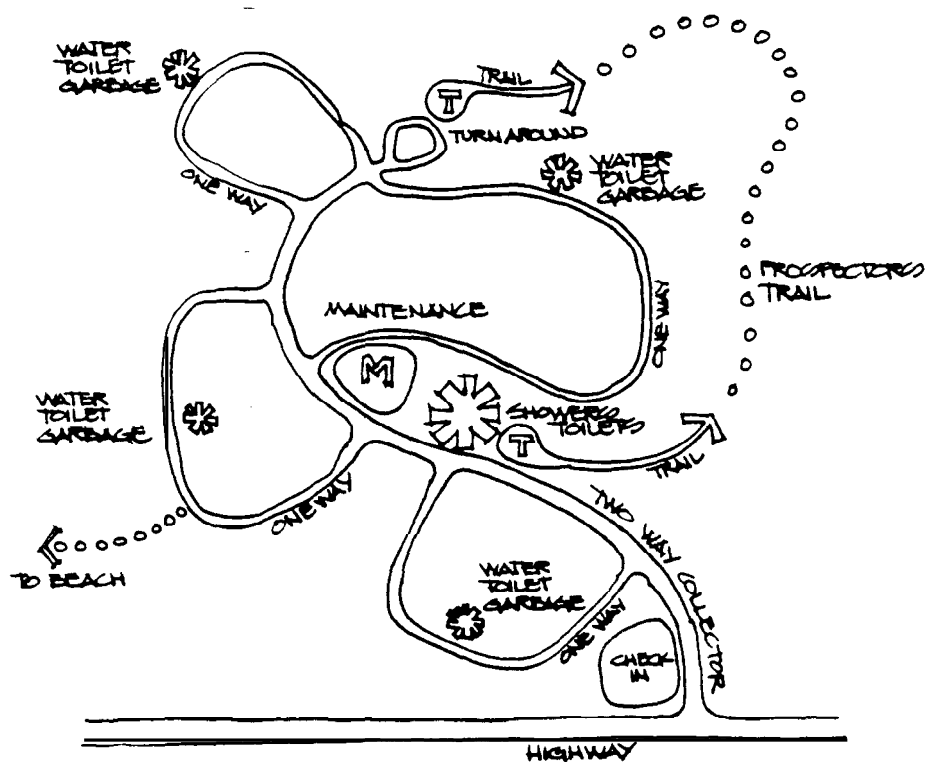 WATER
TOILET
GARBAGE
TRAIL
T
TURN AROUND
WATER
TOILET
GARBAGE
ONE WAY
PROSPECTORS
TRAIL
MAINTENANCE
ONE WAY
M
WATER
TOILET
GARBAGE
SHOWERS
TOILETS
T
TRAIL
ONE WAY
TWO WAY COLLECTOR
TO BEACH
WATER
TOILET
GARBAGE
ONE WAY
CHECK
IN
HIGHWAY